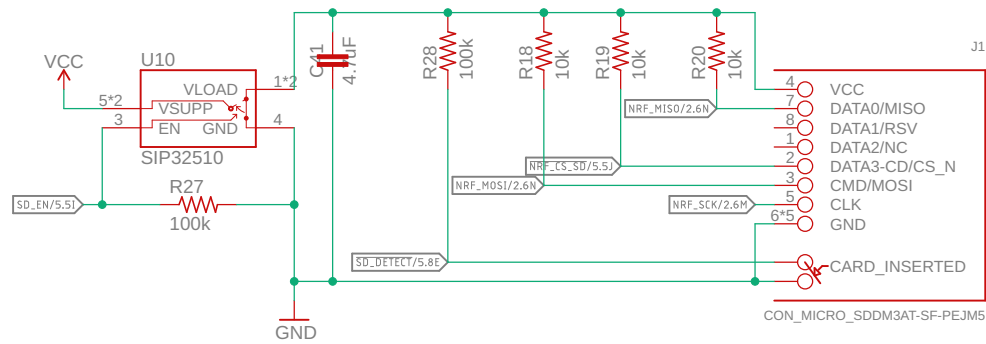 VCC
U10
VLOAD
VSUPP
EN
GND
1*2
5*2
3
4
SIP32510
SD_EN/5.5I
R27
100k
GND
C41
4.7uF
R28
100k
R18
10k
R19
10k
R20
10k
NRF_MISO/2.6N
NRF_CS_SD/5.5J
NRF_MOSI/2.6N
NRF_SCK/2.6M
SD_DETECT/5.8E
J1
4 VCC
7 DATA0/MISO
8 DATA1/RSV
1 DATA2/NC
2 DATA3-CD/CS_N
3 CMD/MOSI
5 CLK
6*5 GND
CARD_INSERTED
CON_MICRO_SDDM3AT-SF-PEJM5